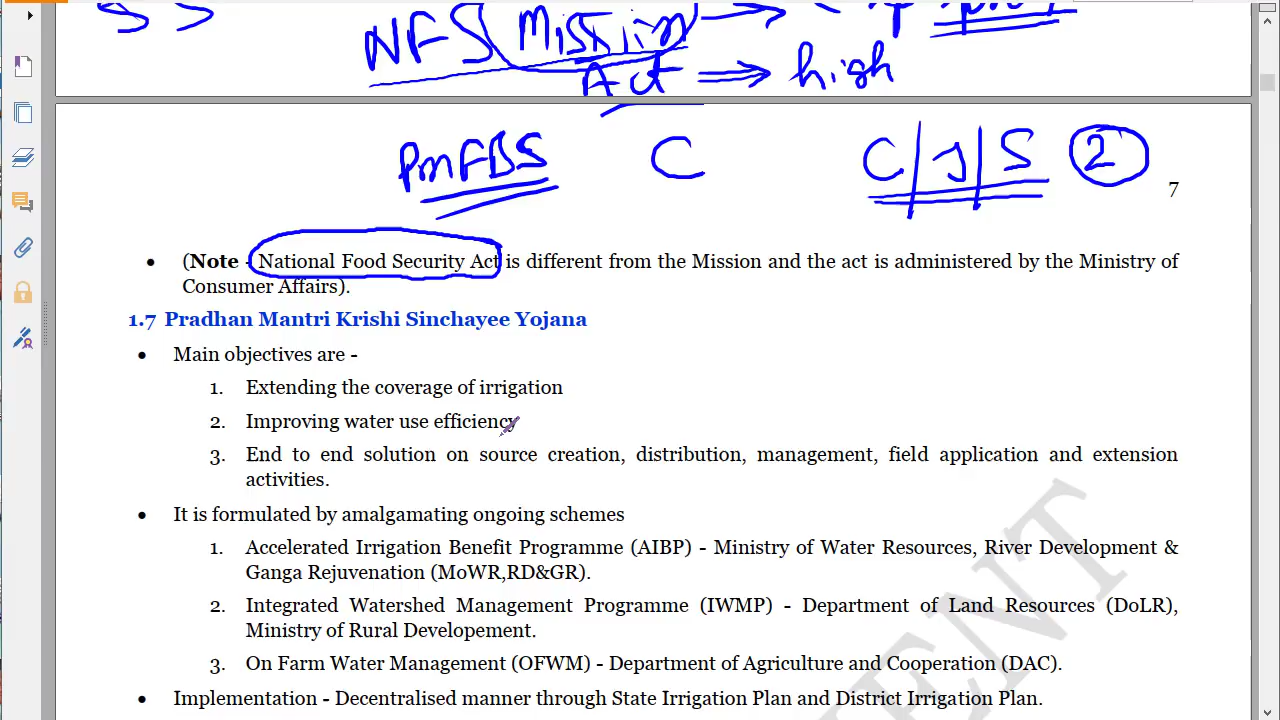 NFS Mission
Act ⇒ high
PmFBS C C | J | S 2
7
• (Note - National Food Security Act is different from the Mission and the act is administered by the Ministry of
Consumer Affairs).
1.7 Pradhan Mantri Krishi Sinchayee Yojana
• Main objectives are -
1. Extending the coverage of irrigation
2. Improving water use efficiency
3. End to end solution on source creation, distribution, management, field application and extension
activities.
• It is formulated by amalgamating ongoing schemes
1. Accelerated Irrigation Benefit Programme (AIBP) - Ministry of Water Resources, River Development &
Ganga Rejuvenation (MoWR,RD&GR).
2. Integrated Watershed Management Programme (IWMP) - Department of Land Resources (DoLR),
Ministry of Rural Developement.
3. On Farm Water Management (OFWM) - Department of Agriculture and Cooperation (DAC).
• Implementation - Decentralised manner through State Irrigation Plan and District Irrigation Plan.